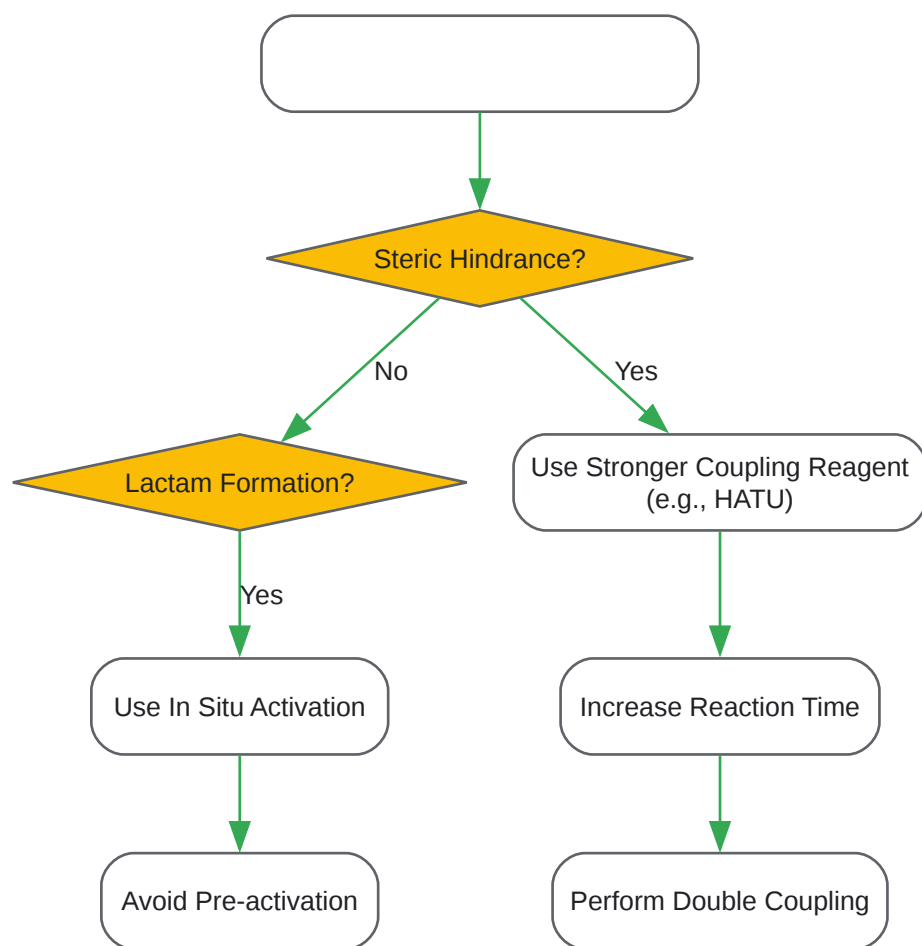 Steric Hindrance?
No
Yes
Lactam Formation?
Use Stronger Coupling Reagent
(e.g., HATU)
Yes
Use In Situ Activation
Increase Reaction Time
Avoid Pre-activation
Perform Double Coupling